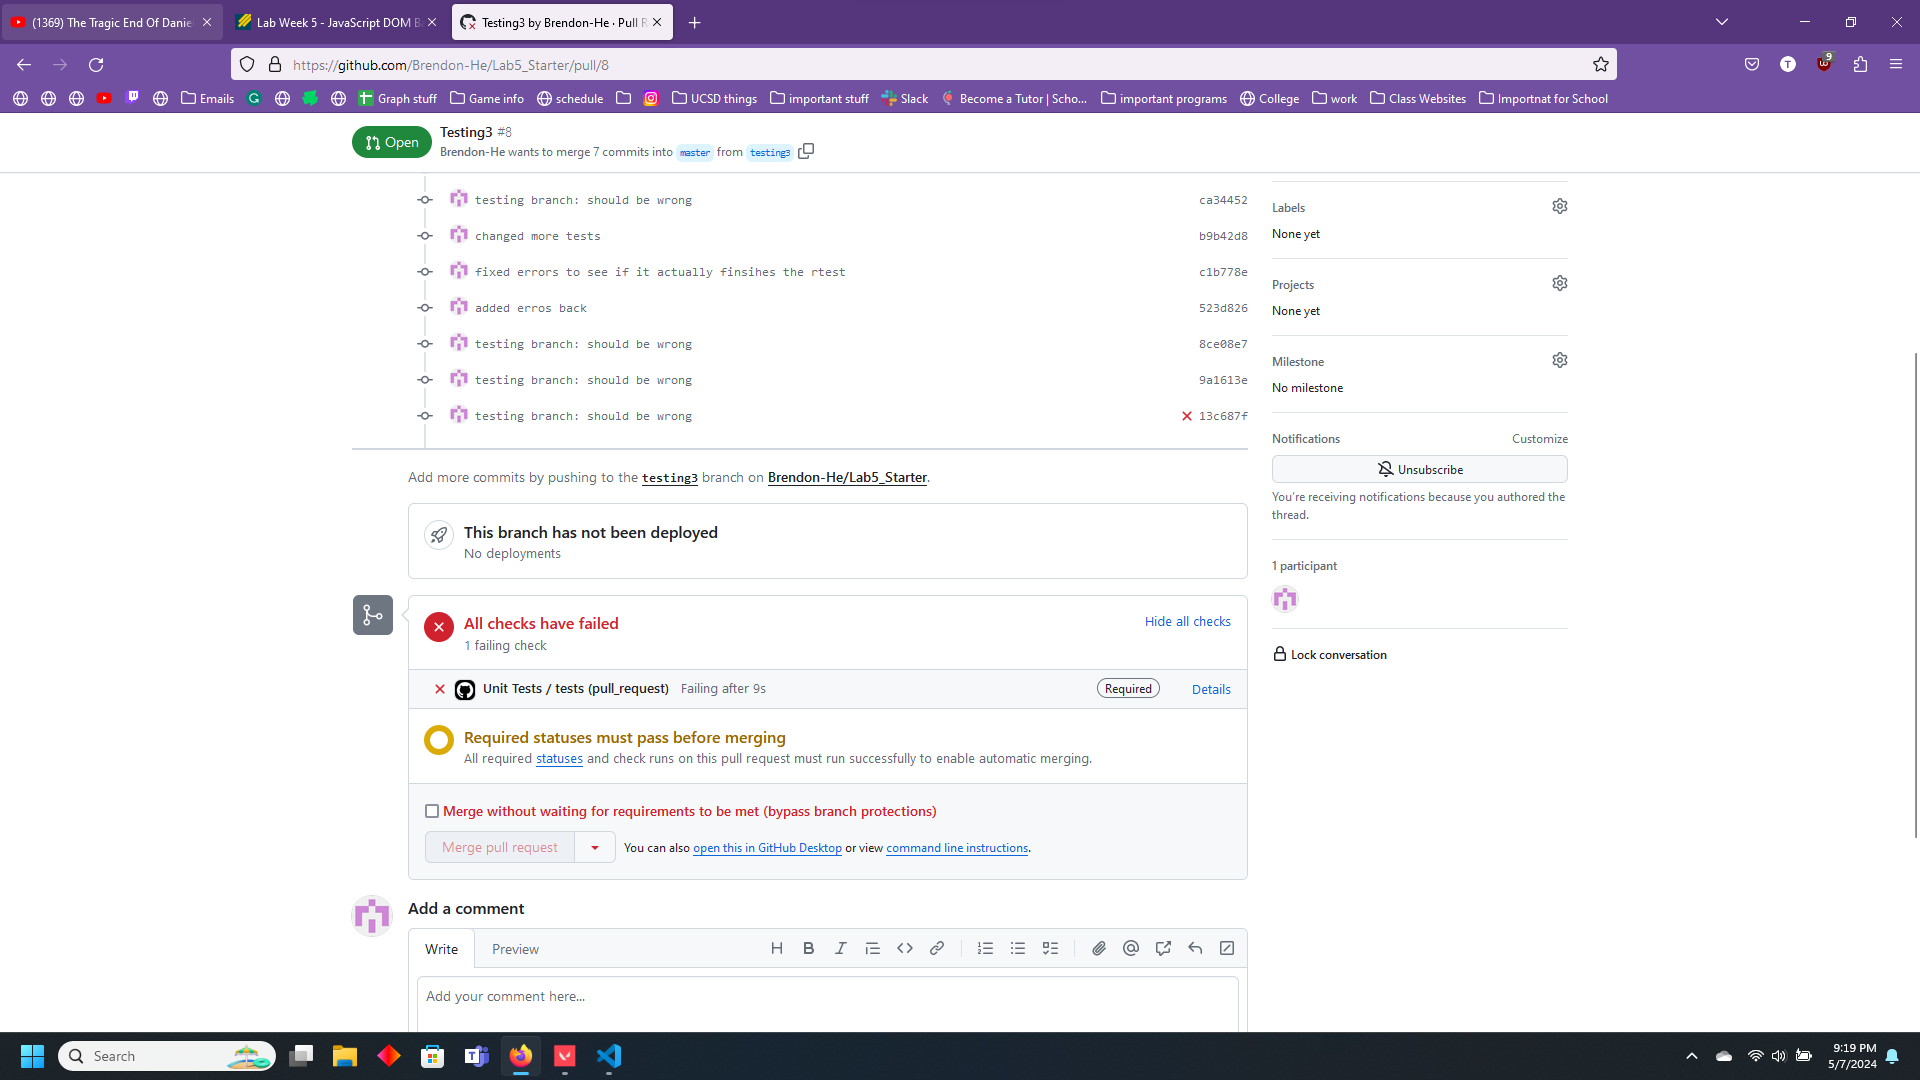 (1369) The Tragic End Of Danie
Lab Week 5 - JavaScript DOM B
Testing3 by Brendon-He · Pull R
https://github.com/Brendon-He/Lab5_Starter/pull/8
T
9
Emails
Graph stuff
Game info
schedule
UCSD things
important stuff
Slack
Become a Tutor | Scho...
important programs
College
work
Class Websites
Importnat for School
Open
Testing3 #8
Brendon-He wants to merge 7 commits into master from testing3
testing branch: should be wrong ca34452
changed more tests b9b42d8
fixed errors to see if it actually finsihes the rtest c1b778e
added erros back 523d826
testing branch: should be wrong 8ce08e7
testing branch: should be wrong 9a1613e
testing branch: should be wrong 13c687f
Add more commits by pushing to the testing3 branch on Brendon-He/Lab5_Starter.
This branch has not been deployed
No deployments
All checks have failed
Hide all checks
1 failing check
Unit Tests / tests (pull_request) Failing after 9s Required Details
Required statuses must pass before merging
All required statuses and check runs on this pull request must run successfully to enable automatic merging.
Merge without waiting for requirements to be met (bypass branch protections)
Merge pull request
You can also open this in GitHub Desktop or view command line instructions.
Add a comment
Write
Preview
Add your comment here...
Labels
None yet
Projects
None yet
Milestone
No milestone
Notifications
Customize
Unsubscribe
You're receiving notifications because you authored the
thread.
1 participant
Lock conversation
Search
9:19 PM
5/7/2024